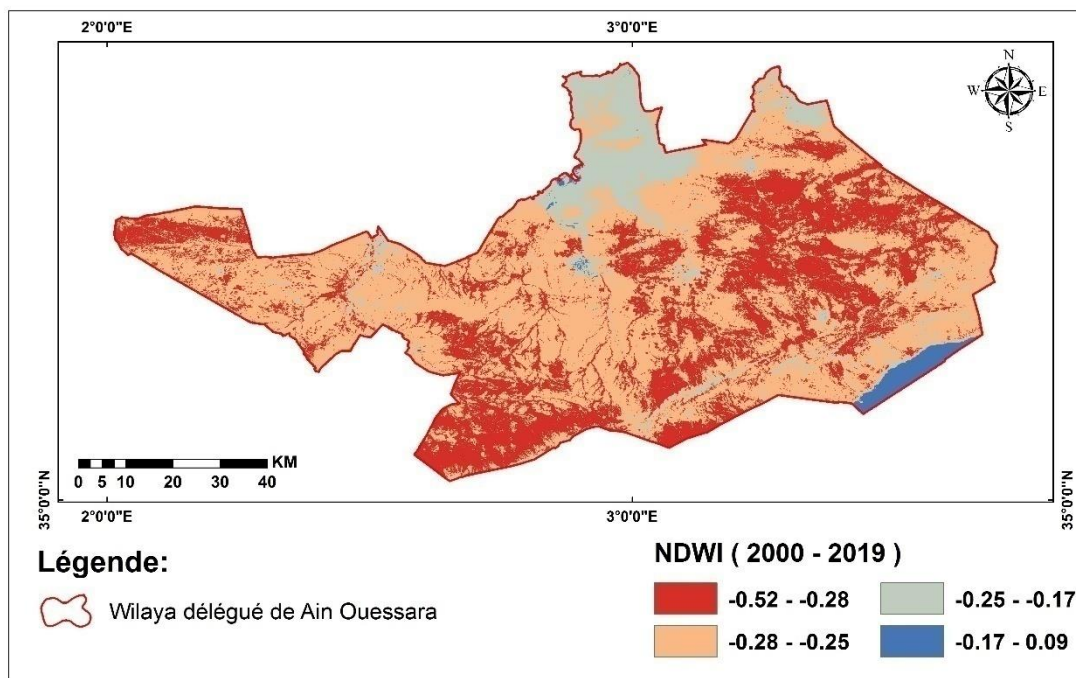 2°0'0"E 3°0'0"E
N
W E
S
KM
0 5 10 20 30 40
35°0'0"N 35°0'0"N
2°0'0"E 3°0'0"E
Légende:
Wilaya délégué de Ain Ouessara
NDWI ( 2000 - 2019 )
-0.52 - -0.28 -0.25 - -0.17
-0.28 - -0.25 -0.17 - 0.09